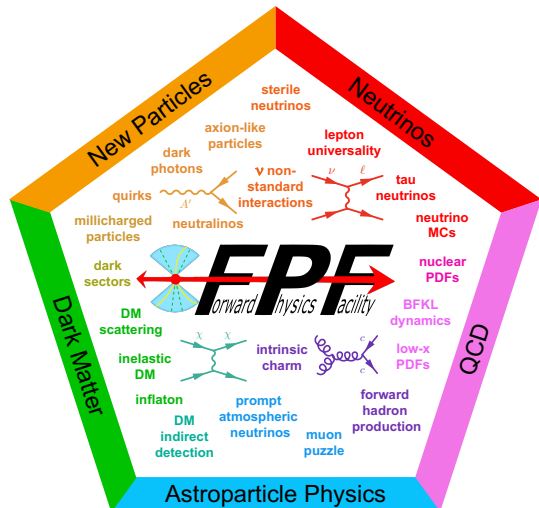 New Particles
Neutrinos
sterile
neutrinos
axion-like
particles
lepton
universality
dark
photons
ν non-
standard
interactions
ν
ℓ
tau
neutrinos
quirks
A′
neutralinos
neutrino
MCs
millicharged
particles
dark
sectors
FPF
Forward Physics Facility
nuclear
PDFs
DM
scattering
BFKL
dynamics
χ
χ
c
inelastic
DM
intrinsic
charm
c
low-x
PDFs
inflaton
prompt
atmospheric
neutrinos
forward
hadron
production
DM
indirect
detection
muon
puzzle
Dark Matter
QCD
Astroparticle Physics